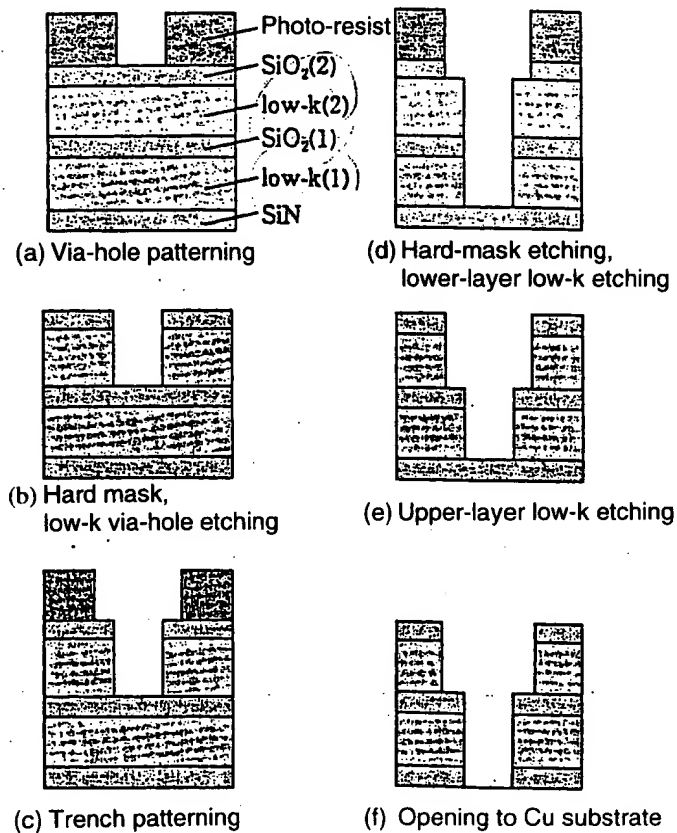 Photo-resist
SiO₂(2)
low-k(2)
SiO₂(1)
low-k(1)
SiN
(a) Via-hole patterning
(b) Hard mask,
low-k via-hole etching
(c) Trench patterning
(d) Hard-mask etching,
lower-layer low-k etching
(e) Upper-layer low-k etching
(f) Opening to Cu substrate